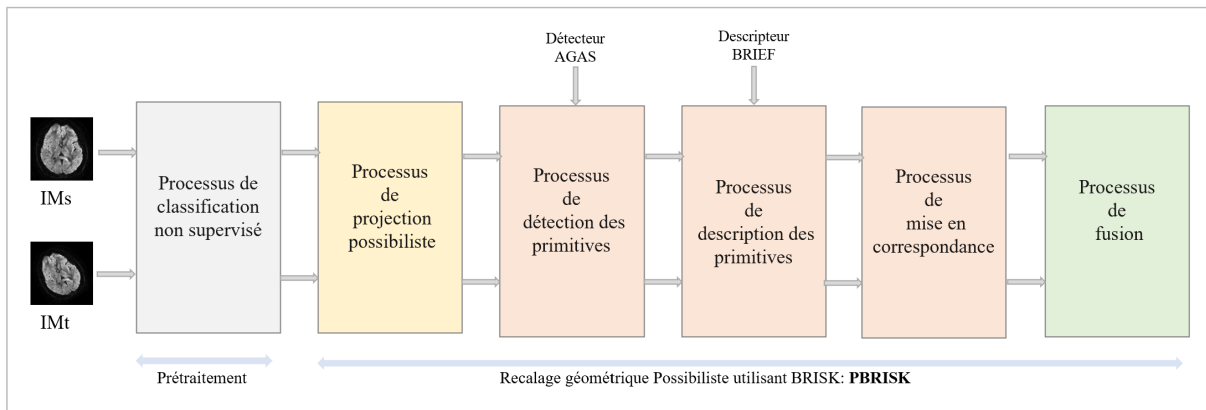 Détecteur
AGAS
Descripteur
BRIEF
IMs
IMt
Processus de
classification
non supervisé
Processus
de
projection
possibiliste
Processus
de
détection des
primitives
Processus
de
description des
primitives
Processus
de
mise en
correspondance
Processus
de
fusion
Prétraitement
Recalage géométrique Possibiliste utilisant BRISK: PBRISK